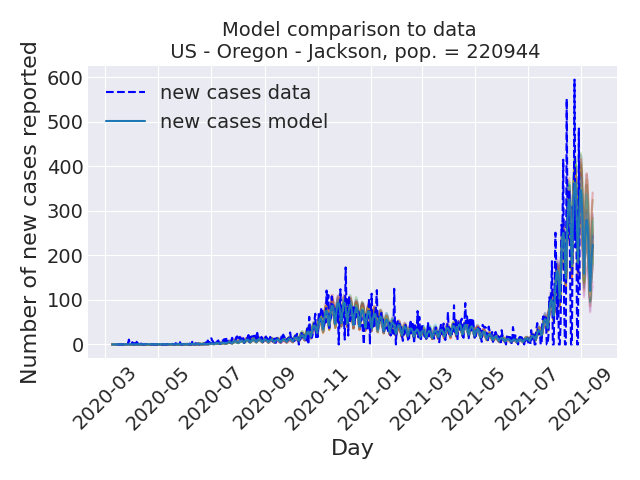 Model comparison to data
US - Oregon - Jackson, pop. = 220944
Number of new cases reported
600
500
400
300
200
100
0
new cases data
new cases model
2020-03
2020-05
2020-07
2020-09
2020-11
2021-01
2021-03
2021-05
2021-07
2021-09
Day